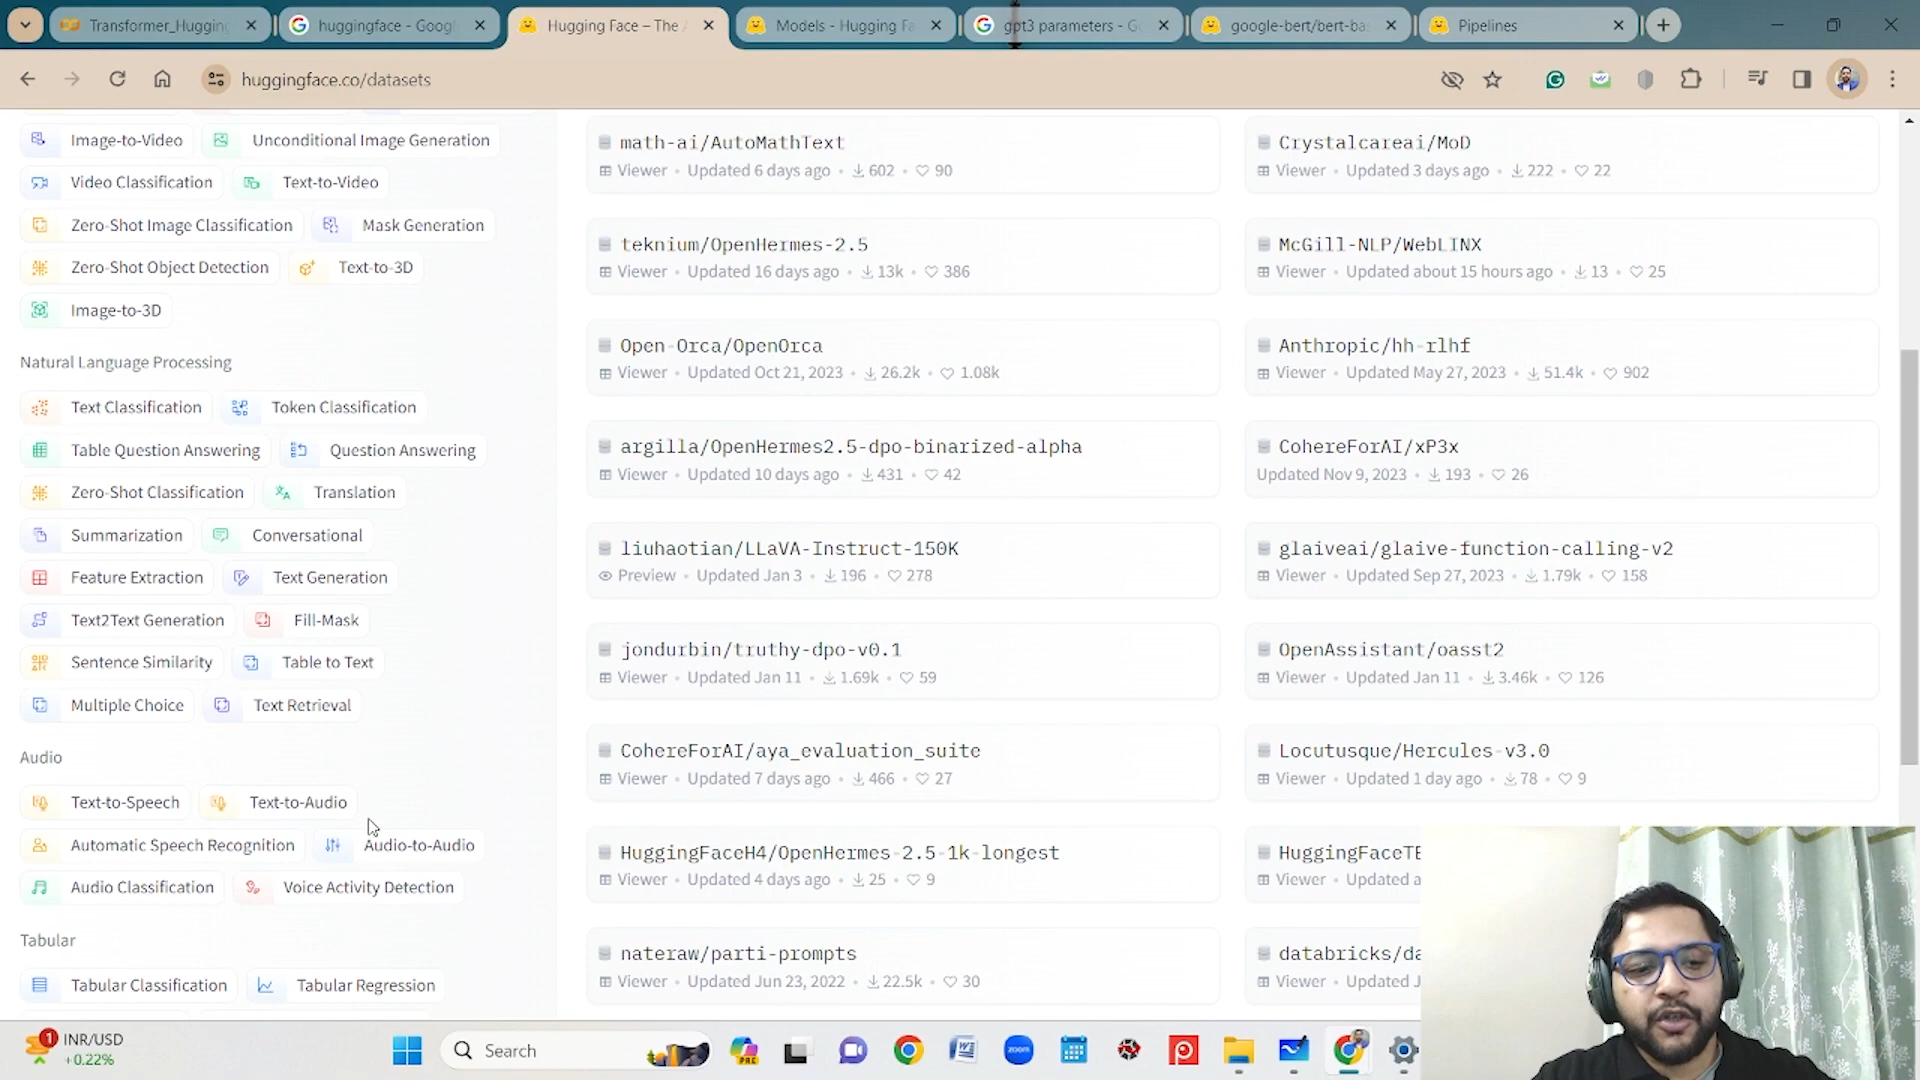 Transformer_Hugging
huggingface - Googl
Hugging Face – The A
Models - Hugging Fa
gpt3 parameters - Go
google-bert/bert-bas
Pipelines
huggingface.co/datasets
Image-to-Video
Unconditional Image Generation
Video Classification
Text-to-Video
Zero-Shot Image Classification
Mask Generation
Zero-Shot Object Detection
Text-to-3D
Image-to-3D
Natural Language Processing
Text Classification
Token Classification
Table Question Answering
Question Answering
Zero-Shot Classification
Translation
Summarization
Conversational
Feature Extraction
Text Generation
Text2Text Generation
Fill-Mask
Sentence Similarity
Table to Text
Multiple Choice
Text Retrieval
Audio
Text-to-Speech
Text-to-Audio
Automatic Speech Recognition
Audio-to-Audio
Audio Classification
Voice Activity Detection
Tabular
Tabular Classification
Tabular Regression
math-ai/AutoMathText
Viewer • Updated 6 days ago • 602 • 90
Crystalcareai/MoD
Viewer • Updated 3 days ago • 222 • 22
teknium/OpenHermes-2.5
Viewer • Updated 16 days ago • 13k • 386
McGill-NLP/WebLINX
Viewer • Updated about 15 hours ago • 13 • 25
Open-Orca/OpenOrca
Viewer • Updated Oct 21, 2023 • 26.2k • 1.08k
Anthropic/hh-rlhf
Viewer • Updated May 27, 2023 • 51.4k • 902
argilla/OpenHermes2.5-dpo-binarized-alpha
Viewer • Updated 10 days ago • 431 • 42
CohereForAI/xP3x
Updated Nov 9, 2023 • 193 • 26
liuhaotian/LLaVA-Instruct-150K
Preview • Updated Jan 3 • 196 • 278
glaiveai/glaive-function-calling-v2
Viewer • Updated Sep 27, 2023 • 1.79k • 158
jondurbin/truthy-dpo-v0.1
Viewer • Updated Jan 11 • 1.69k • 59
OpenAssistant/oasst2
Viewer • Updated Jan 11 • 3.46k • 126
CohereForAI/aya_evaluation_suite
Viewer • Updated 7 days ago • 466 • 27
Locutusque/Hercules-v3.0
Viewer • Updated 1 day ago • 78 • 9
HuggingFaceH4/OpenHermes-2.5-1k-longest
Viewer • Updated 4 days ago • 25 • 9
HuggingFaceTE
Viewer • Updated a
nateraw/parti-prompts
Viewer • Updated Jun 23, 2022 • 22.5k • 30
databricks/da
Viewer • Updated J
1
INR/USD
+0.22%
Search
PRE
zoom